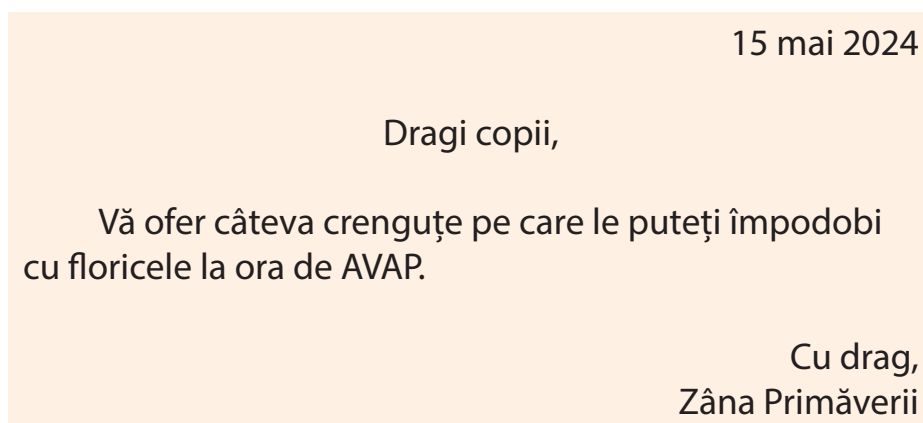 15 mai 2024
Dragi copii,
Vă ofer câteva crenguțe pe care le puteți împodobi
cu floricele la ora de AVAP.
Cu drag,
Zâna Primăverii